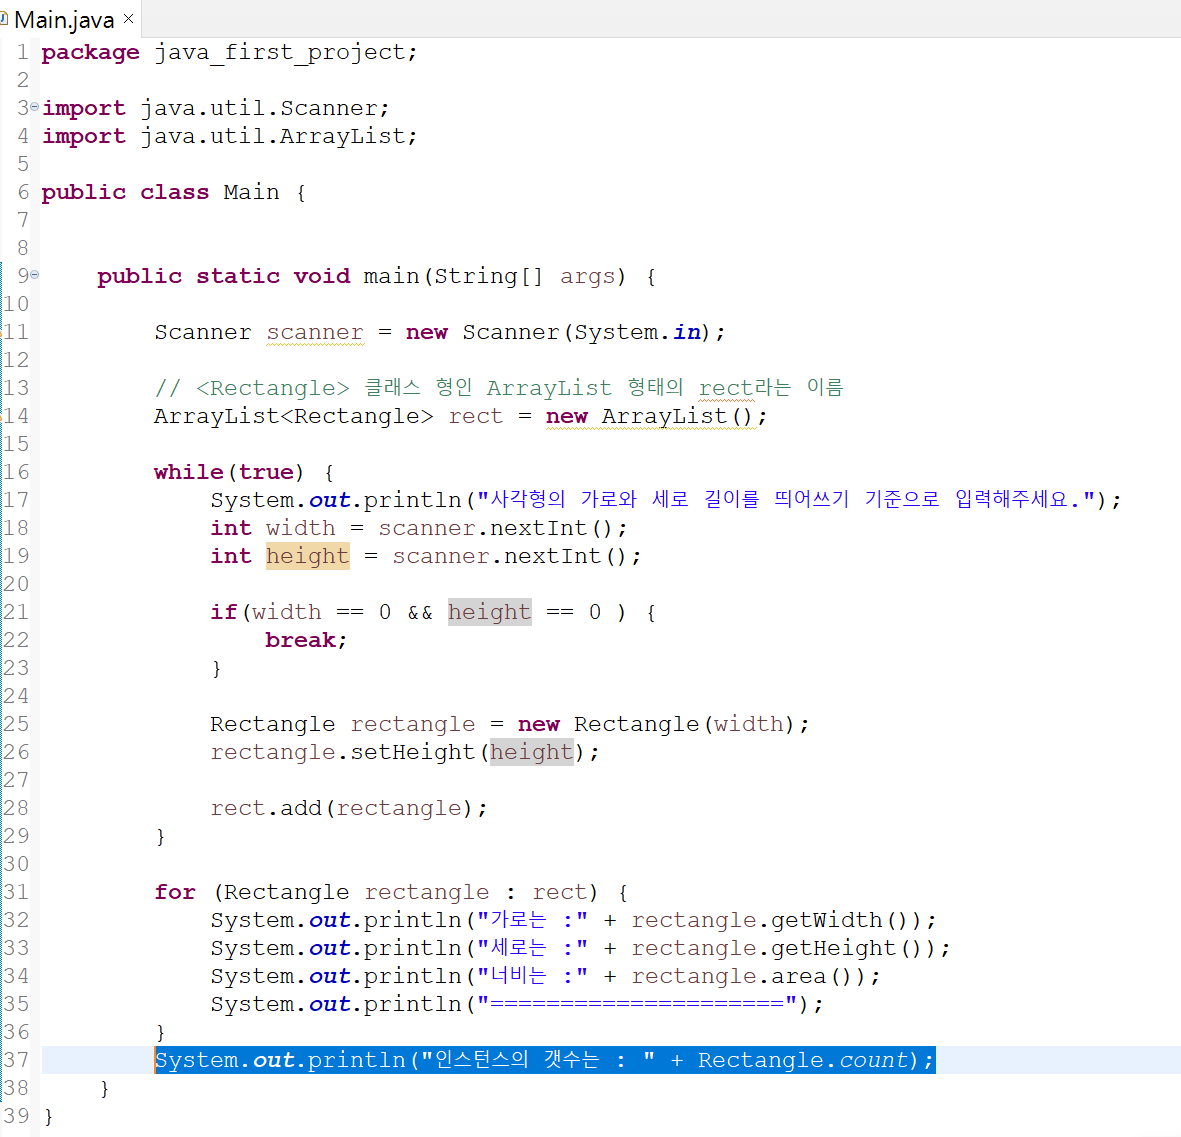 Main.java
1 package java_first_project;
2
3 import java.util.Scanner;
4 import java.util.ArrayList;
5
6 public class Main {
7
8
9     public static void main(String[] args) {
10
11         Scanner scanner = new Scanner(System.in);
12
13         // <Rectangle> 클래스 형인 ArrayList 형태의 rect라는 이름
14         ArrayList<Rectangle> rect = new ArrayList();
15
16         while(true) {
17             System.out.println("사각형의 가로와 세로 길이를 띄어쓰기 기준으로 입력해주세요.");
18             int width = scanner.nextInt();
19             int height = scanner.nextInt();
20
21             if(width == 0 && height == 0 ) {
22                 break;
23             }
24
25             Rectangle rectangle = new Rectangle(width);
26             rectangle.setHeight(height);
27
28             rect.add(rectangle);
29         }
30
31         for (Rectangle rectangle : rect) {
32             System.out.println("가로는 :" + rectangle.getWidth());
33             System.out.println("세로는 :" + rectangle.getHeight());
34             System.out.println("너비는 :" + rectangle.area());
35             System.out.println("=====================");
36         }
37         System.out.println("인스턴스의 갯수는 : " + Rectangle.count);
38     }
39 }